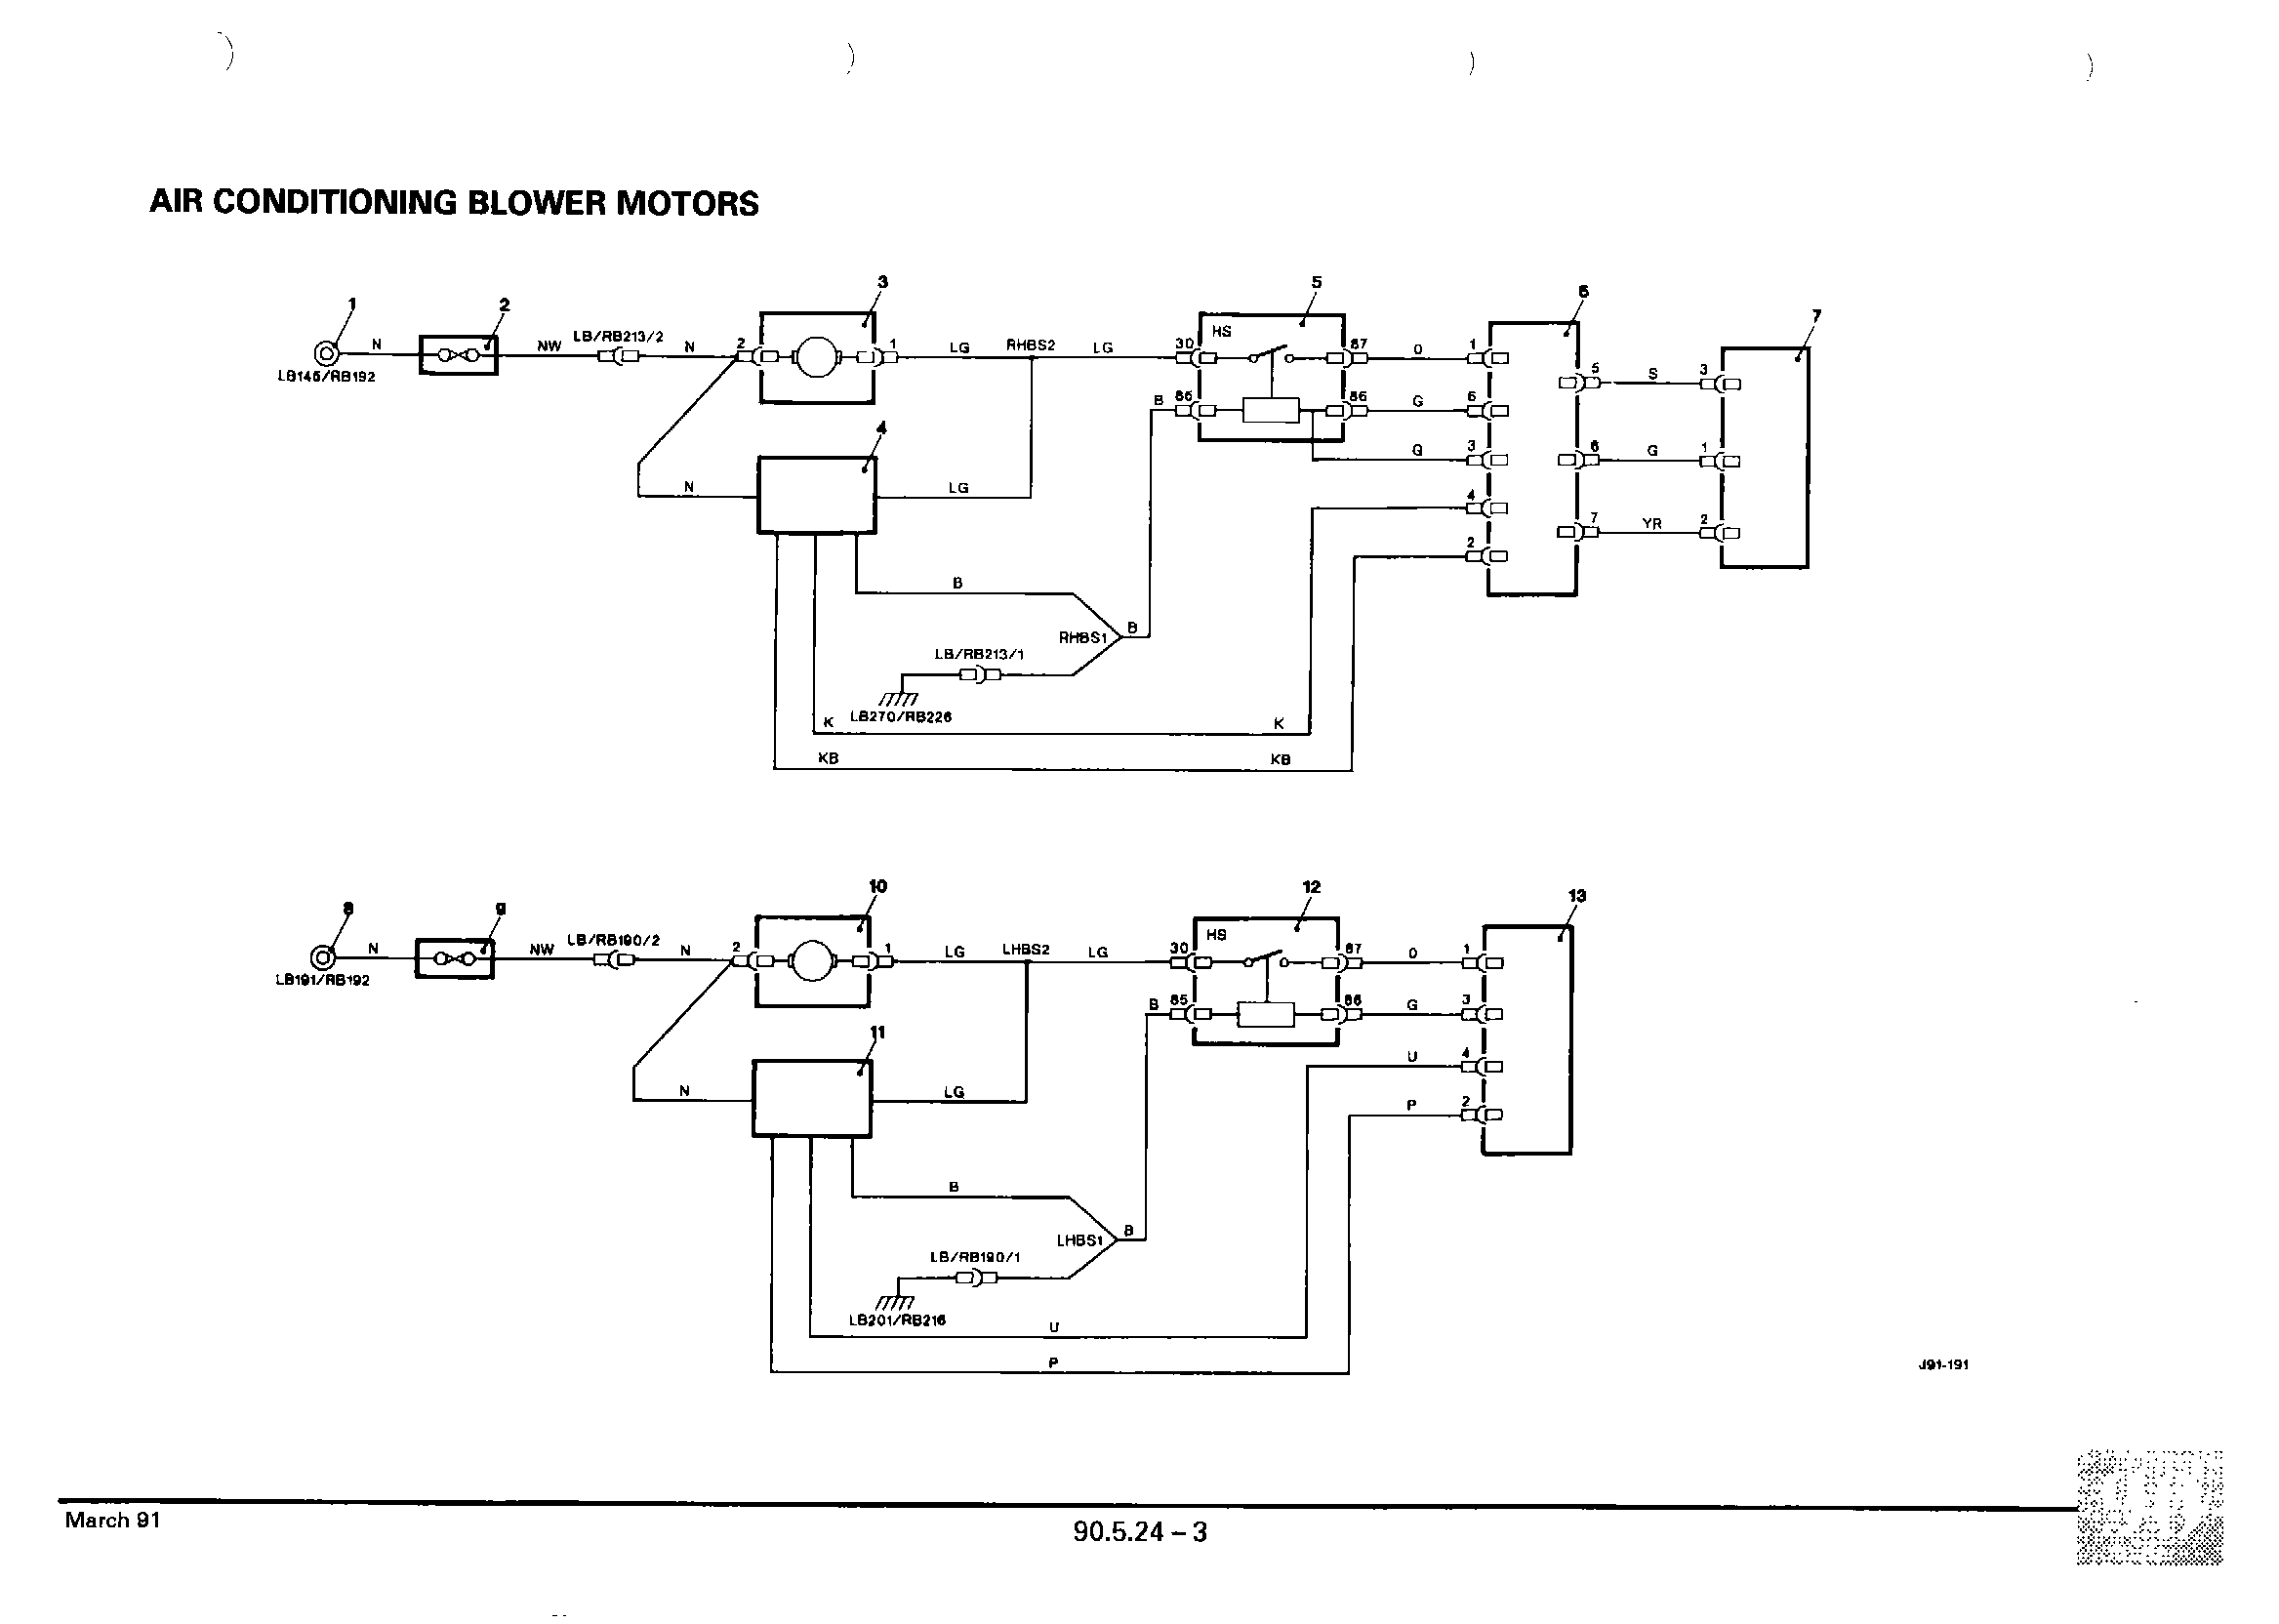 AIR CONDITIONING BLOWER MOTORS
1 2 3 5 6 7
N NW LB/RB213/2 N 2 1 LG RHBS2 LG 30 HS 87 O 1
LB145/RB192
5 S 3
B 85 86 G 6
4
G 3 6 G 1
N LG
4
7 YR 2
2
B
RHBS1 B
LB/RB213/1
LB270/RB226
K K
KB KB
8 9 10 12 13
N NW LB/RB190/2 N 2 1 LG LHBS2 LG 30 HS 87 O 1
LB191/RB192
B 85 86 G 3
11
U 4
N LG
P 2
B
LHBS1 B
LB/RB190/1
LB201/RB216
U
P
J91-191
March 91
90.5.24 – 3